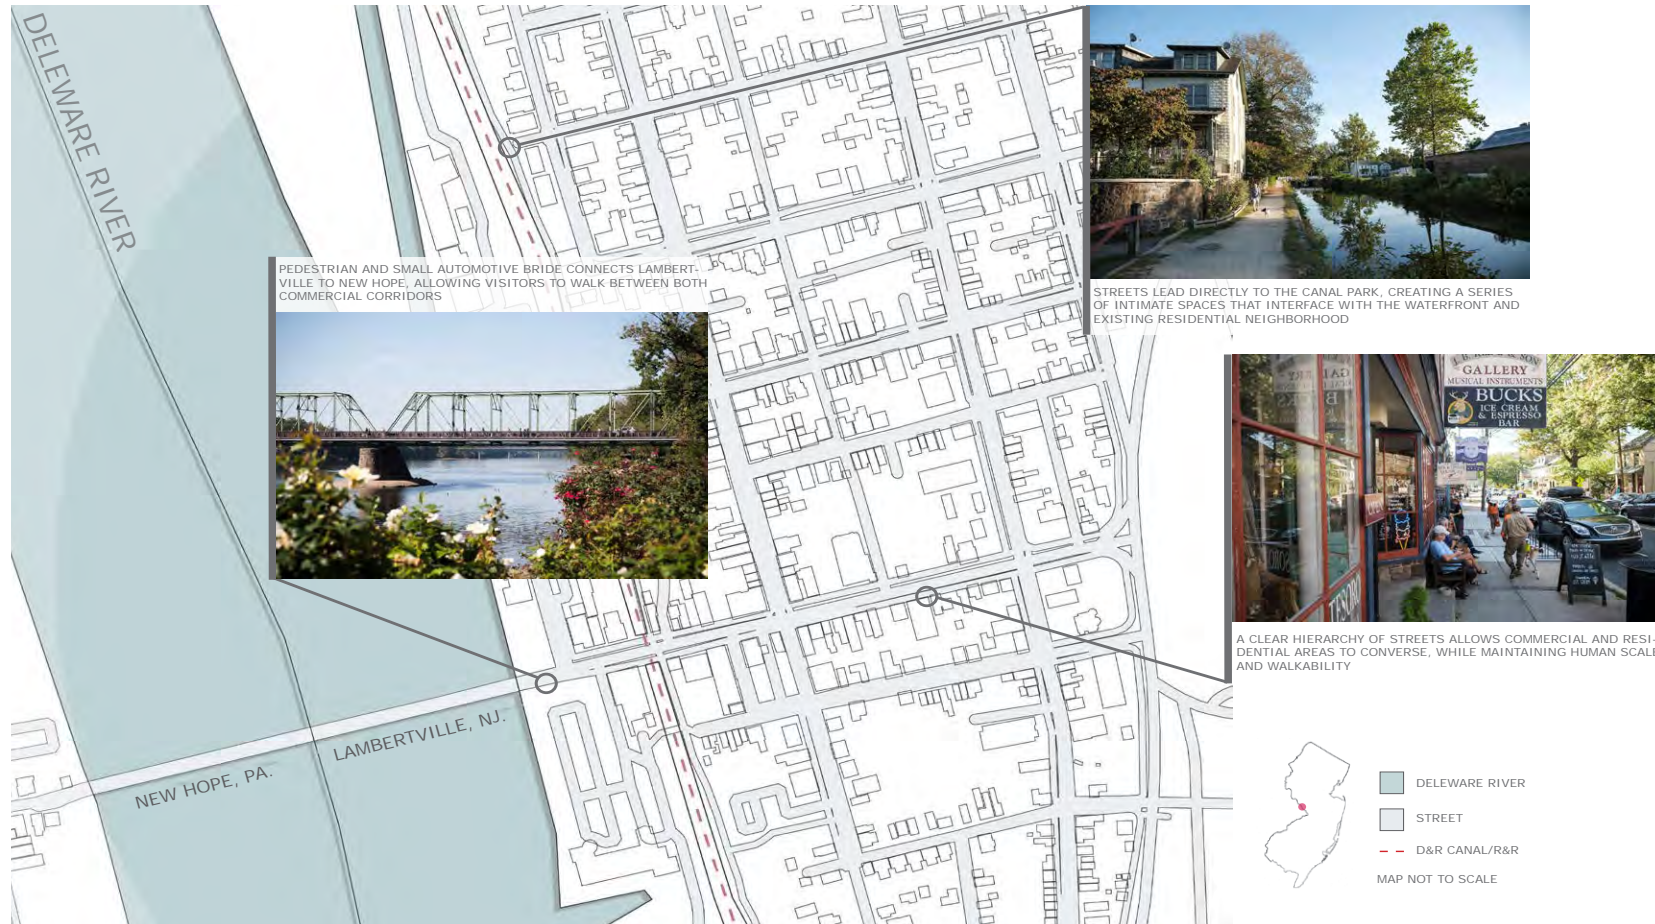 DELEWARE RIVER
PEDESTRIAN AND SMALL AUTOMOTIVE BRIDE CONNECTS LAMBERT-
VILLE TO NEW HOPE, ALLOWING VISITORS TO WALK BETWEEN BOTH
COMMERCIAL CORRIDORS
STREETS LEAD DIRECTLY TO THE CANAL PARK, CREATING A SERIES
OF INTIMATE SPACES THAT INTERFACE WITH THE WATERFRONT AND
EXISTING RESIDENTIAL NEIGHBORHOOD
GALLERY
MUSICAL INSTRUMENTS
BUCKS
ICE CREAM
& ESPRESSO
BAR
OPEN
TESORO
A CLEAR HIERARCHY OF STREETS ALLOWS COMMERCIAL AND RESI-
DENTIAL AREAS TO CONVERSE, WHILE MAINTAINING HUMAN SCALE
AND WALKABILITY
NEW HOPE, PA.
LAMBERTVILLE, NJ.
DELEWARE RIVER
STREET
D&R CANAL/R&R
MAP NOT TO SCALE